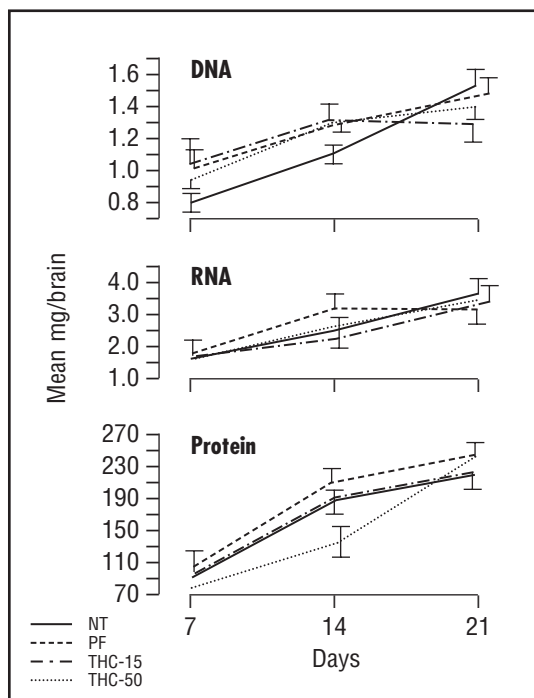 DNA
1.6
1.4
1.2
1.0
0.8
RNA
4.0
3.0
2.0
1.0
Mean mg/brain
Protein
270
230
190
150
110
70
7 14 21
Days
NT
PF
THC-15
THC-50